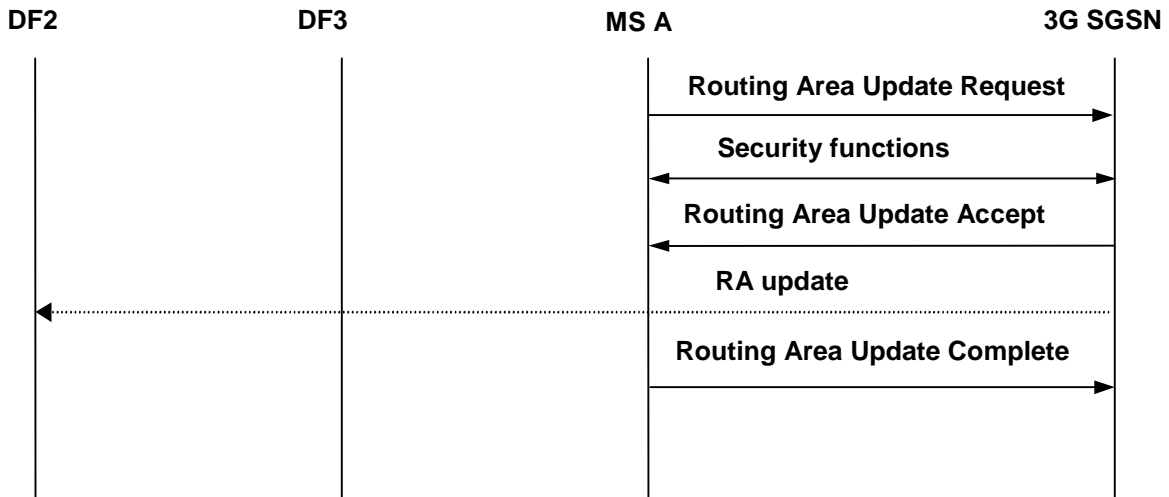 DF2
DF3
MS A
3G SGSN
Routing Area Update Request
Security functions
Routing Area Update Accept
RA update
Routing Area Update Complete